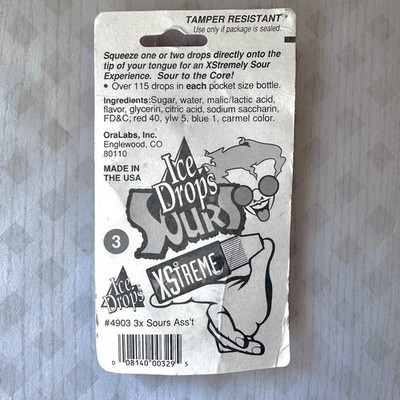 TAMPER RESISTANT*
Use only if package is sealed.
Squeeze one or two drops directly onto the
tip of your tongue for an XStremely Sour
Experience. Sour to the Core!
• Over 115 drops in each pocket size bottle.
Ingredients:Sugar, water, malic/lactic acid,
flavor, glycerin, citric acid, sodium saccharin,
FD&C; red 40, ylw 5, blue 1, carmel color.
OraLabs, Inc.
Englewood, CO
80110
MADE IN
THE USA
Ice
Drops
Sours
3
XSTREME
Ice
Drops
#4903 3x Sours Ass't
0 08140 00329 5